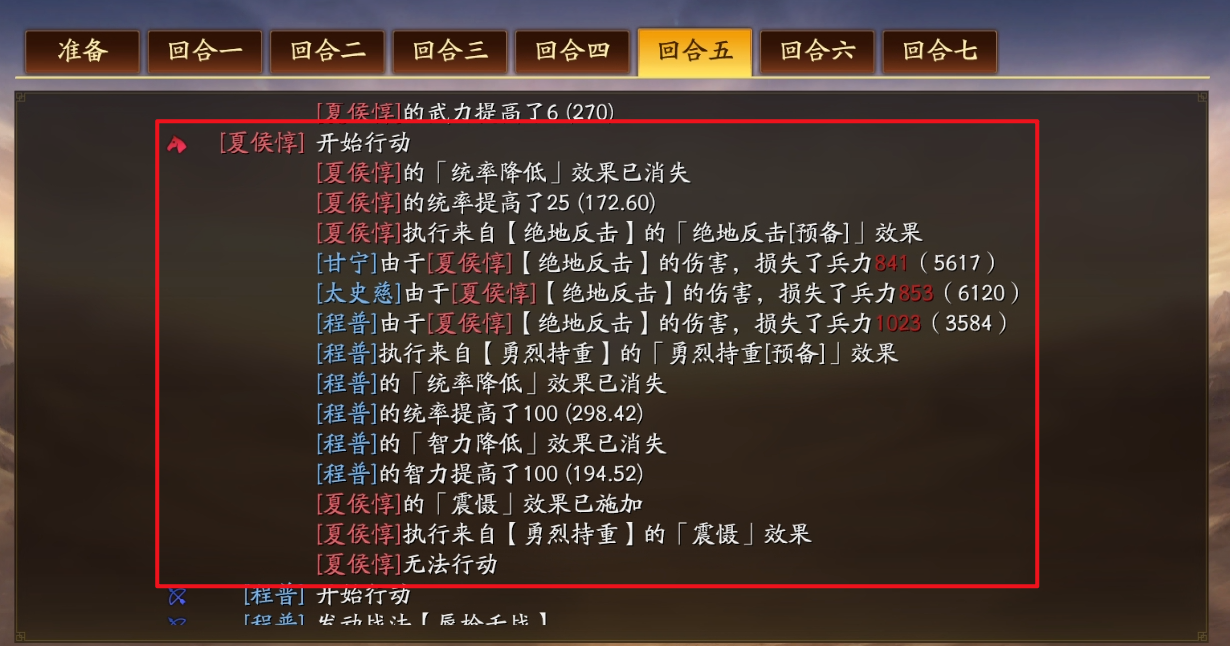 准备 回合一 回合二 回合三 回合四 回合五 回合六 回合七
[夏侯惇]的武力提高了6 (270)
[夏侯惇] 开始行动
[夏侯惇]的「统率降低」效果已消失
[夏侯惇]的统率提高了25 (172.60)
[夏侯惇]执行来自【绝地反击】的「绝地反击[预备]」效果
[甘宁]由于[夏侯惇]【绝地反击】的伤害，损失了兵力841（5617）
[太史慈]由于[夏侯惇]【绝地反击】的伤害，损失了兵力853（6120）
[程普]由于[夏侯惇]【绝地反击】的伤害，损失了兵力1023（3584）
[程普]执行来自【勇烈持重】的「勇烈持重[预备]」效果
[程普]的「统率降低」效果已消失
[程普]的统率提高了100 (298.42)
[程普]的「智力降低」效果已消失
[程普]的智力提高了100 (194.52)
[夏侯惇]的「震慑」效果已施加
[夏侯惇]执行来自【勇烈持重】的「震慑」效果
[夏侯惇]无法行动
[程普] 开始行动
[程普] 发动战法【